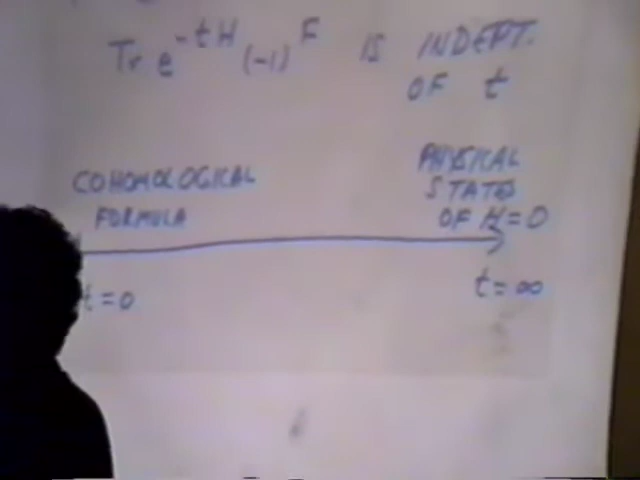 Tr e^{-tH} (-1)^F IS INDEPT.
OF t
COHOMOLOGICAL
FORMULA
PHYSICAL
STATES
OF H=0
t=0
t=∞